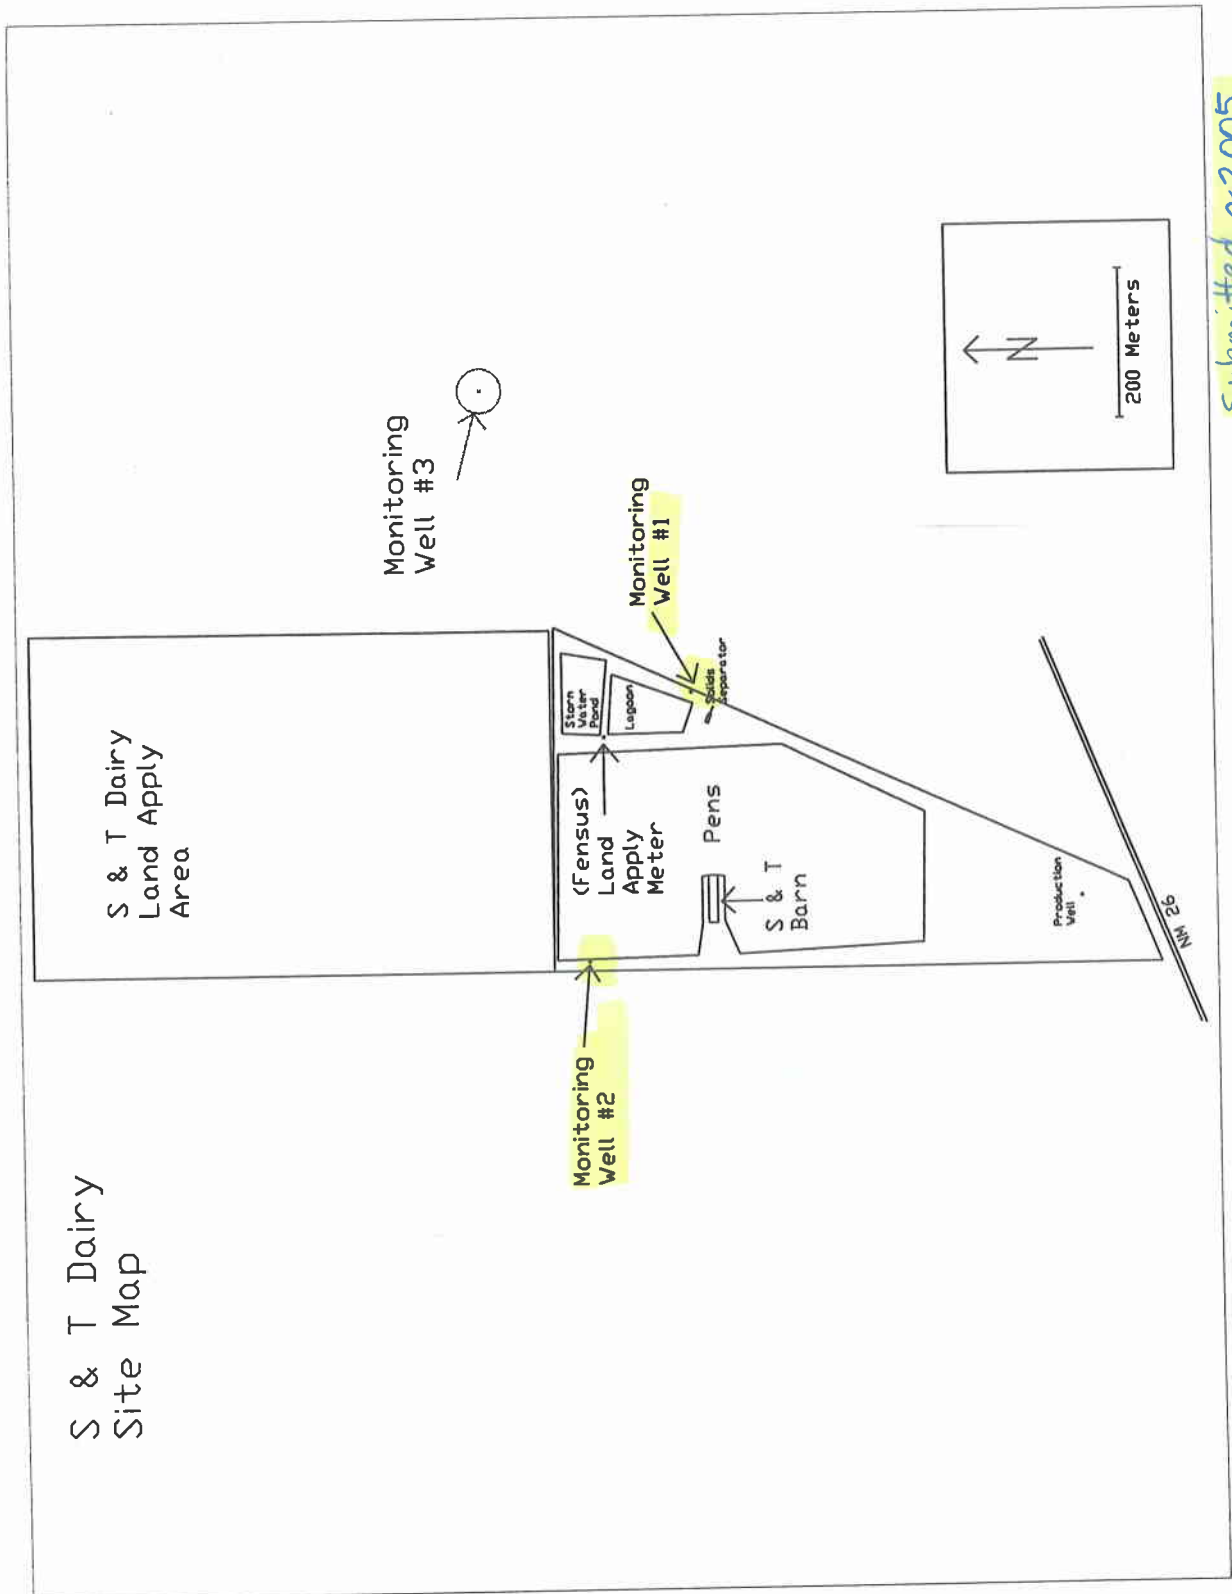 S & T Dairy
Site Map
S & T Dairy
Land Apply
Area
Monitoring
Well #3
Monitoring
Well #2
(Fensus)
Land
Apply
Meter
Storm
Water
Pond
Lagoon
Monitoring
Well #1
Solids
Separator
Pens
S & T
Barn
Production
Well
NM 26
N
200 Meters
Submitted